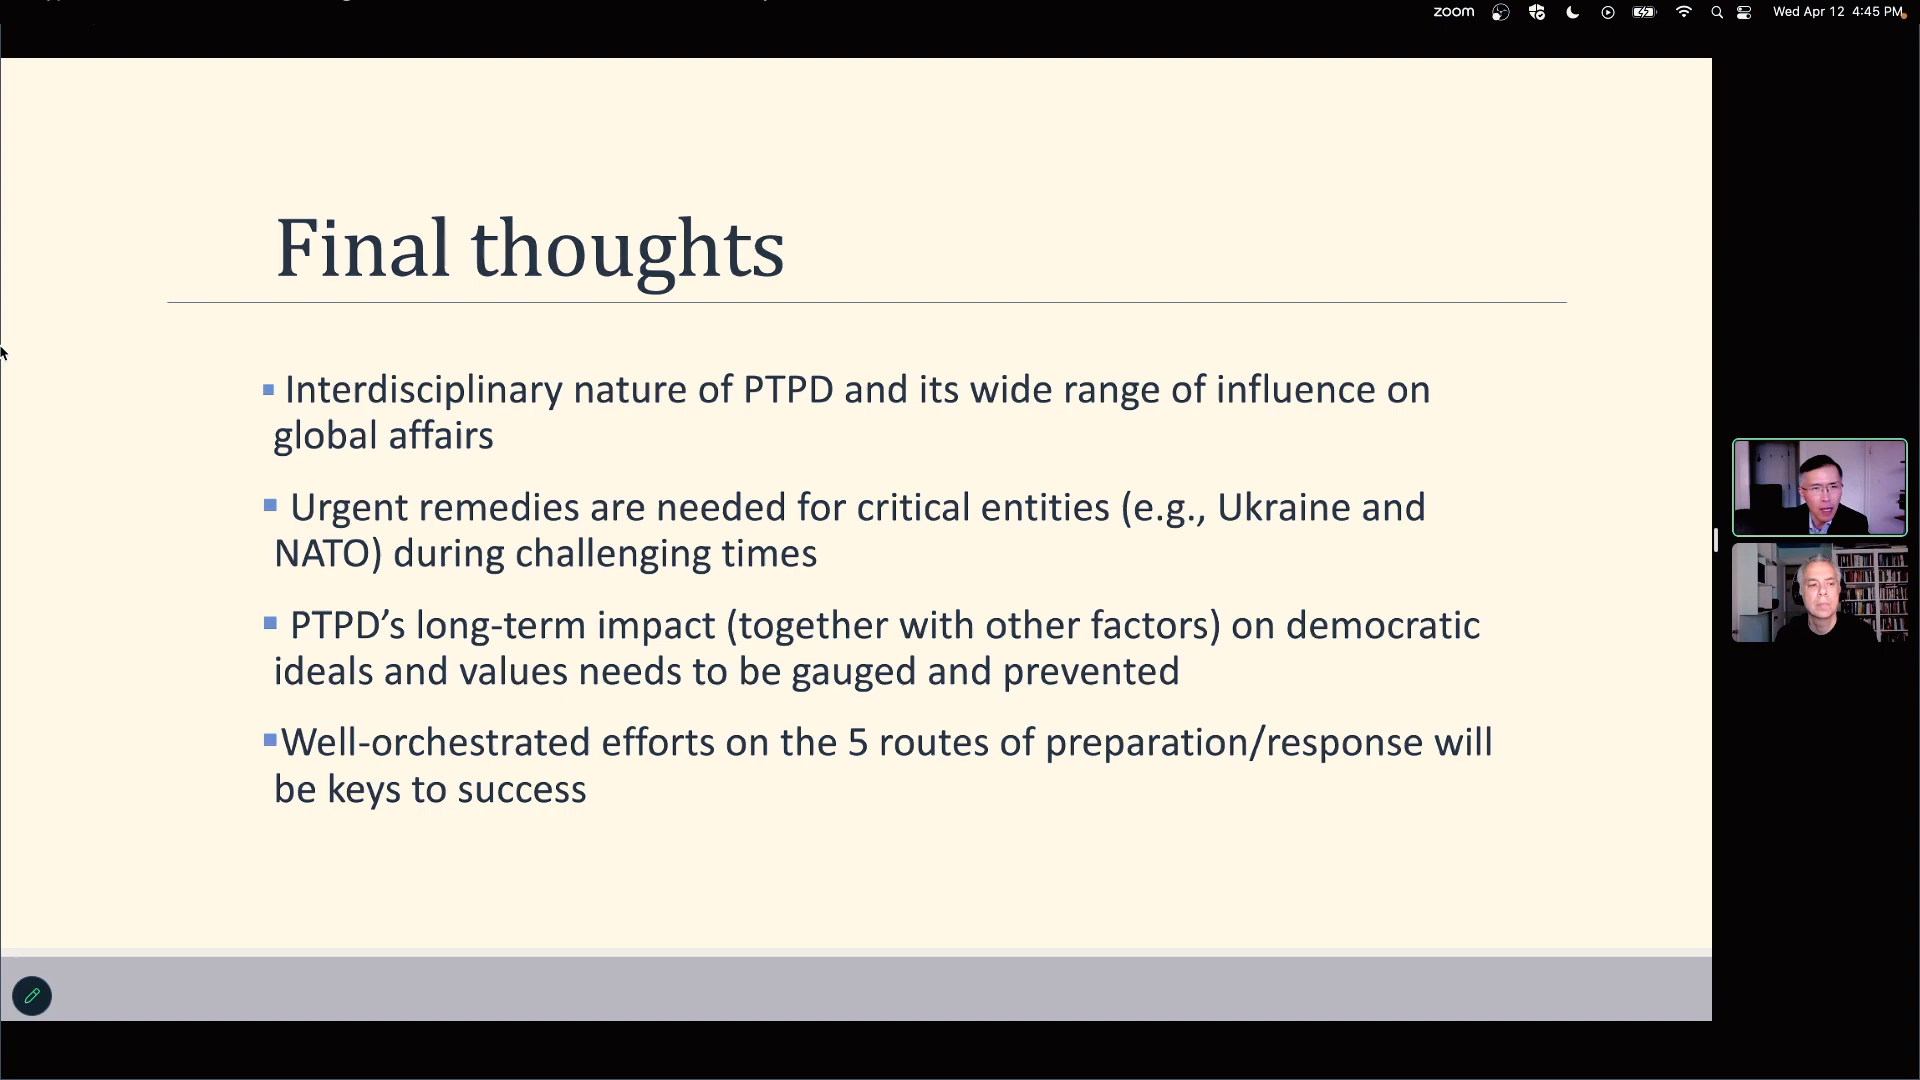 zoom
Wed Apr 12 4:45 PM
Final thoughts
Interdisciplinary nature of PTPD and its wide range of influence on
global affairs
Urgent remedies are needed for critical entities (e.g., Ukraine and
NATO) during challenging times
PTPD’s long-term impact (together with other factors) on democratic
ideals and values needs to be gauged and prevented
Well-orchestrated efforts on the 5 routes of preparation/response will
be keys to success